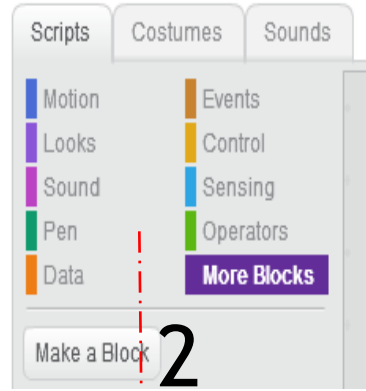 Scripts Costumes Sounds
Motion Events
Looks Control
Sound Sensing
Pen Operators
Data More Blocks
Make a Block 2